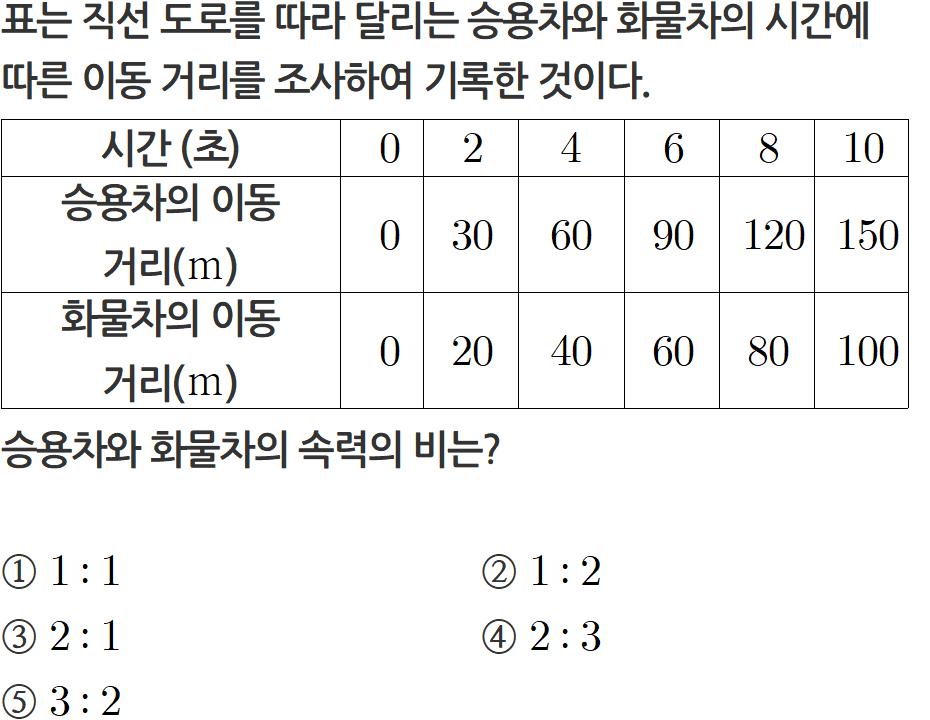 표는 직선 도로를 따라 달리는 승용차와 화물차의 시간에
따른 이동 거리를 조사하여 기록한 것이다.
시간 (초) 0 2 4 6 8 10
승용차의 이동
거리(m) 0 30 60 90 120 150
화물차의 이동
거리(m) 0 20 40 60 80 100
승용차와 화물차의 속력의 비는?
① 1 : 1 ② 1 : 2
③ 2 : 1 ④ 2 : 3
⑤ 3 : 2